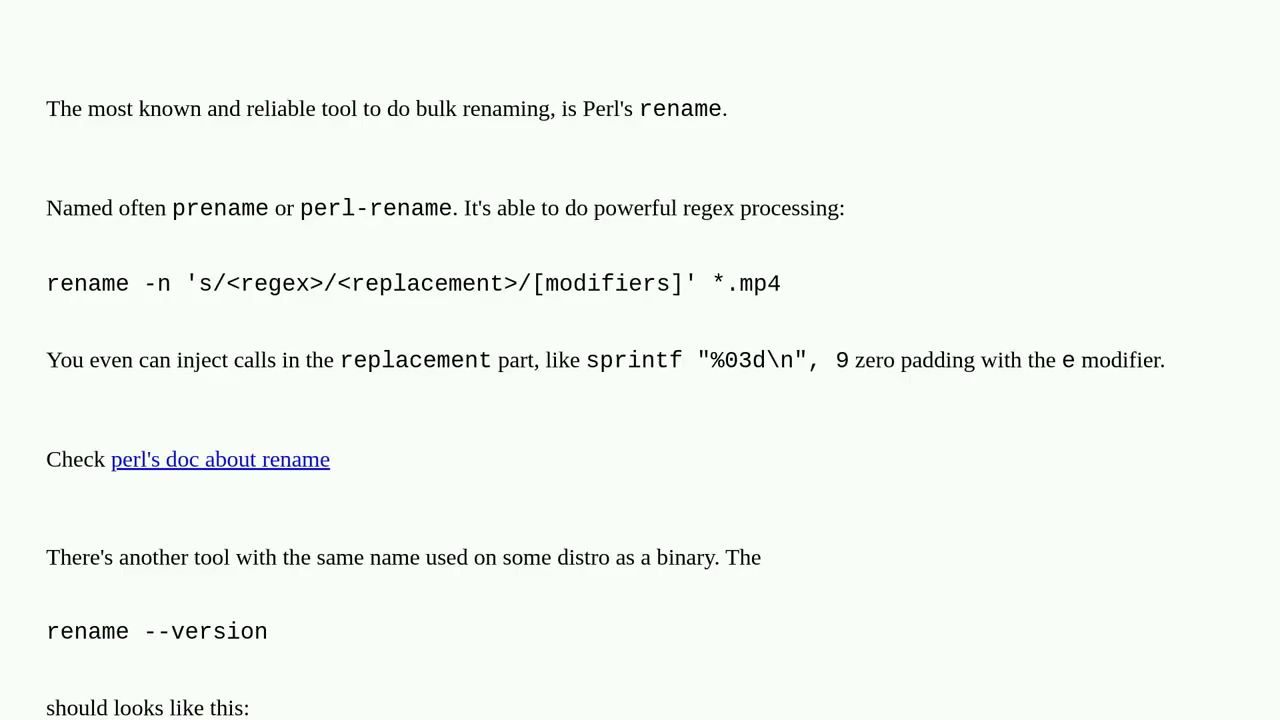 The most known and reliable tool to do bulk renaming, is Perl's rename.
Named often prename or perl-rename. It's able to do powerful regex processing:
rename -n 's/<regex>/<replacement>/[modifiers]' *.mp4
You even can inject calls in the replacement part, like sprintf "%03d\n", 9 zero padding with the e modifier.
Check perl's doc about rename
There's another tool with the same name used on some distro as a binary. The
rename --version
should looks like this: